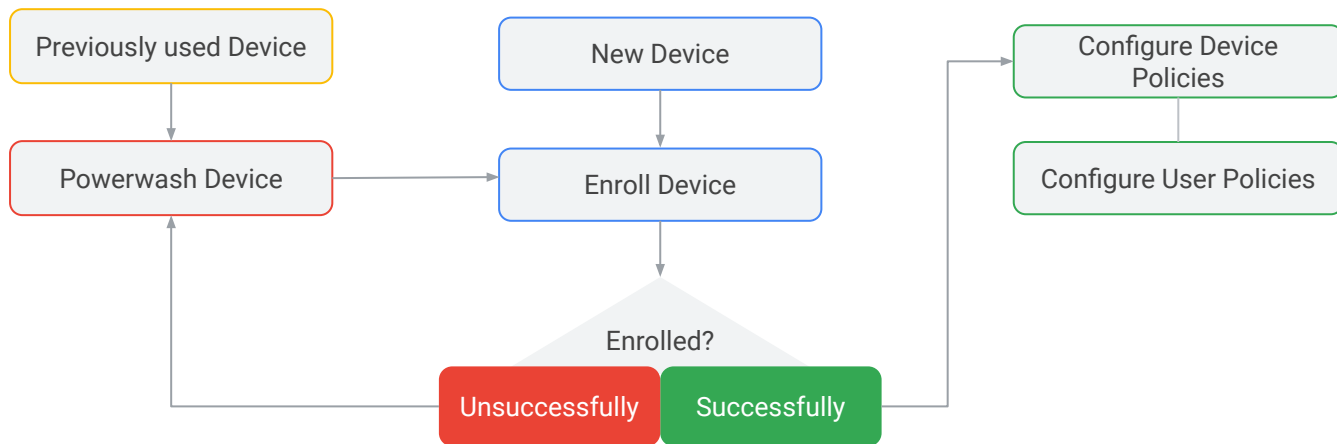 Previously used Device
New Device
Configure Device
Policies
Powerwash Device
Enroll Device
Configure User Policies
Enrolled?
Unsuccessfully
Successfully